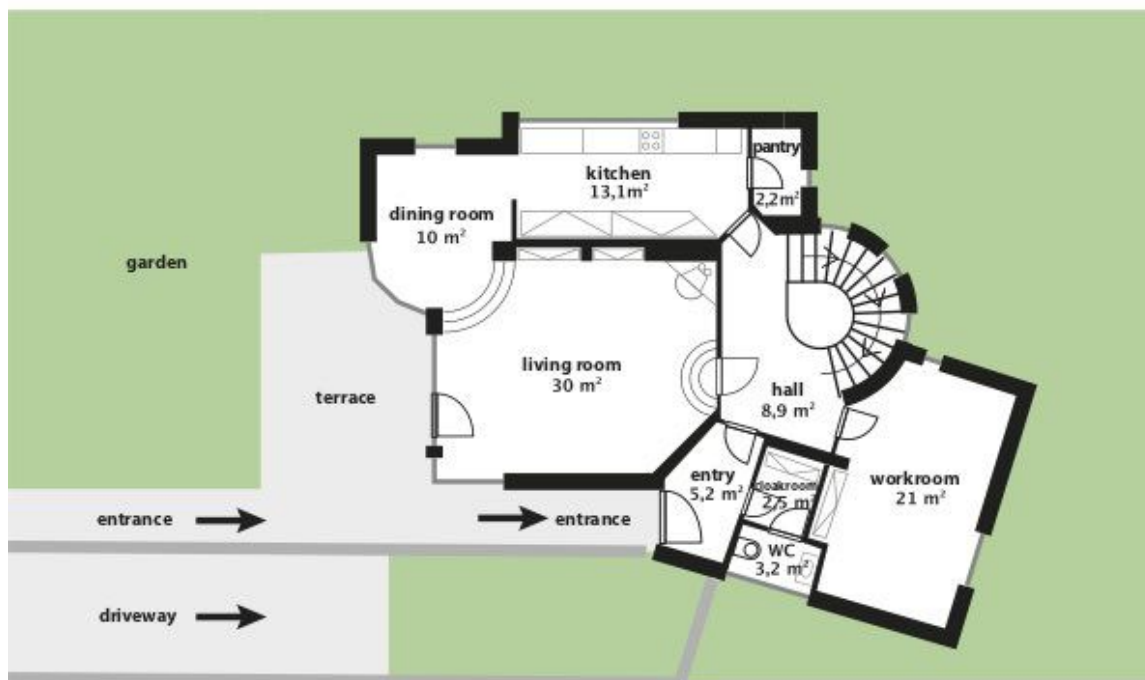 pantry
2,2m²
kitchen
13,1m²
dining room
10 m²
garden
living room
30 m²
terrace
hall
8,9 m²
entry
5,2 m²
cloakroom
2,5 m²
workroom
21 m²
entrance
entrance
WC
3,2 m²
driveway